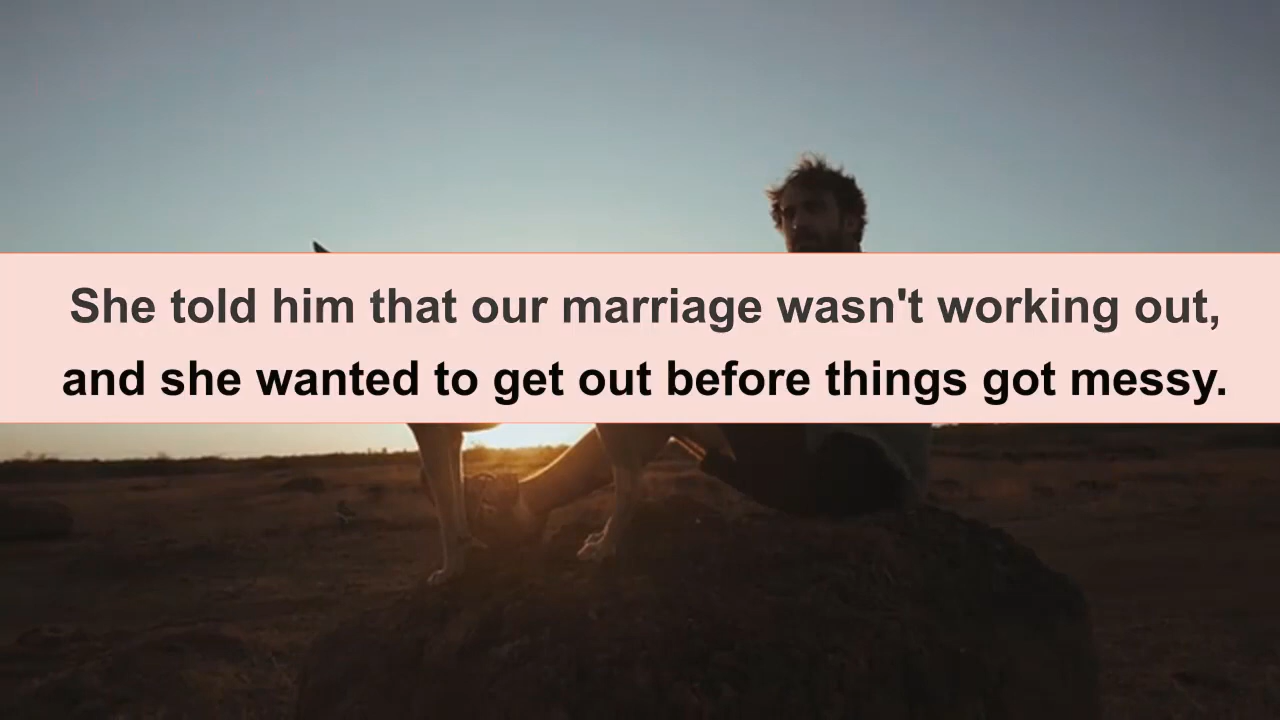 She told him that our marriage wasn't working out,
and she wanted to get out before things got messy.